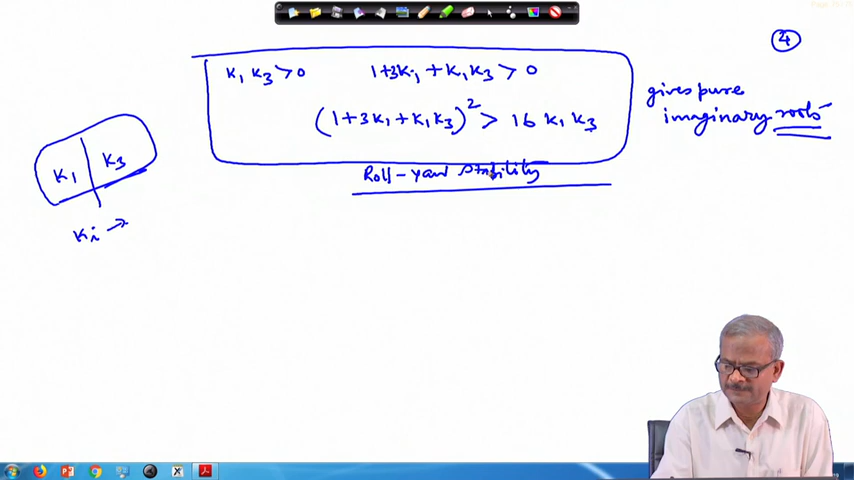 4
K₁ K₃ > 0    1+3K₁ + K₁K₃ > 0
(1+3K₁+K₁K₃)² > 16 K₁K₃
gives pure
imaginary roots
Roll-yaw stability
K₁ | K₃
Ki →